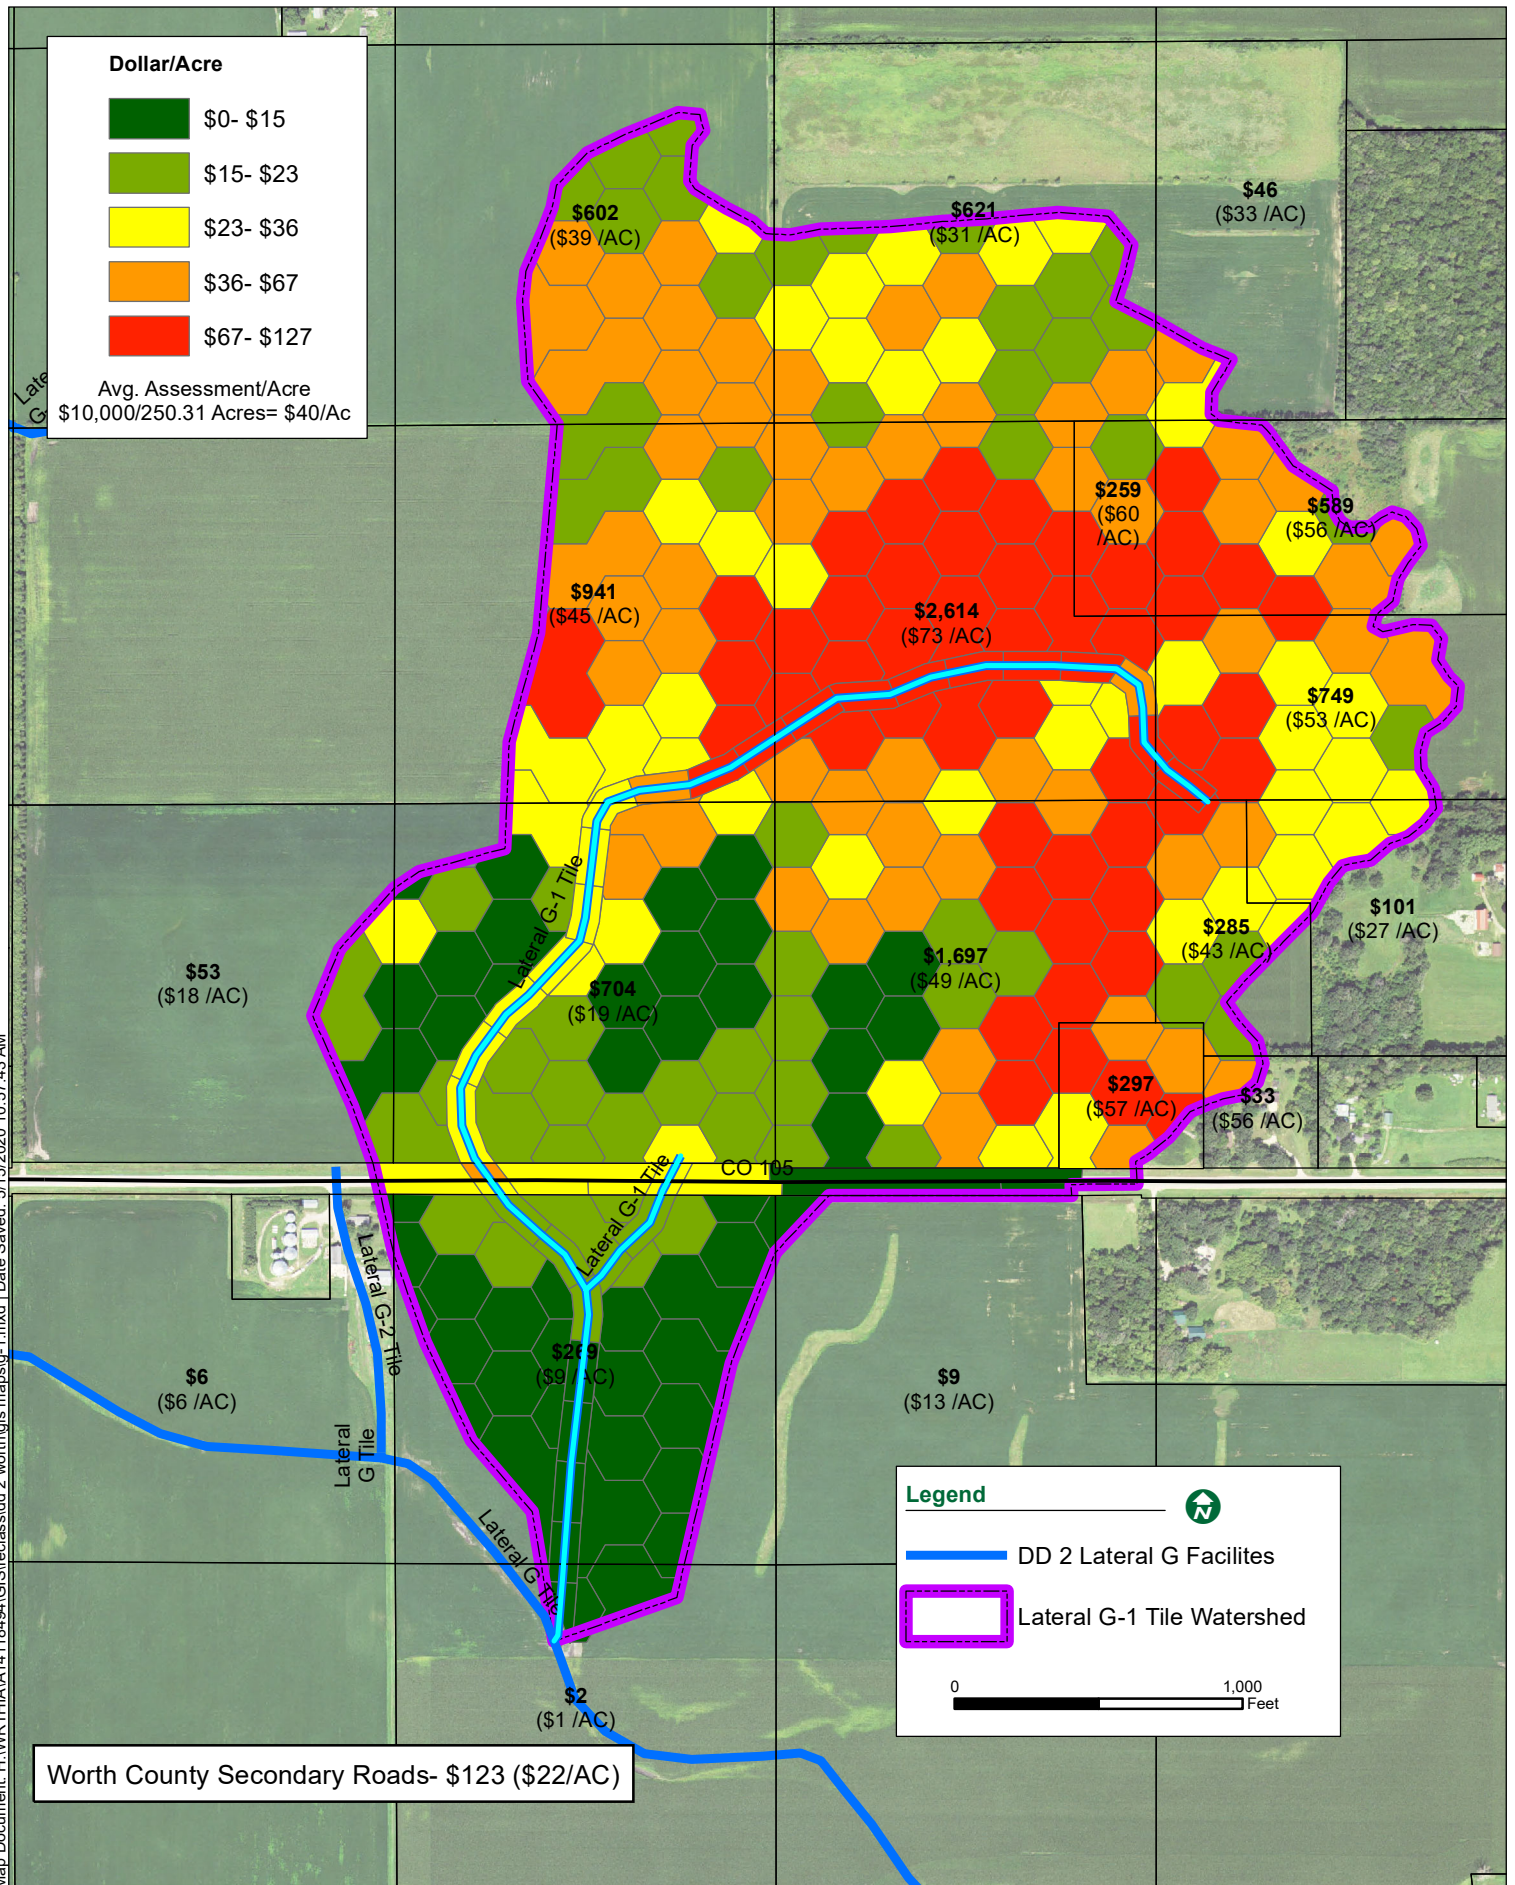 Dollar/Acre
$0- $15
$15- $23
$23- $36
$36- $67
$67- $127
Avg. Assessment/Acre
$10,000/250.31 Acres= $40/Ac
$46
($33 /AC)
$602
($39 /AC)
$621
($31 /AC)
$259
($60
/AC)
$589
($56 /AC)
$941
($45 /AC)
$2,614
($73 /AC)
$749
($53 /AC)
Lateral G-1 Tile
$101
($27 /AC)
$285
($43 /AC)
$1,697
($49 /AC)
$53
($18 /AC)
$704
($19 /AC)
$297
($57 /AC)
$33
($56 /AC)
CO 105
Lateral G-1 Tile
Lateral G-2 Tile
$269
($9 /AC)
$6
($6 /AC)
$9
($13 /AC)
Lateral
G Tile
Lateral G Tile
Legend
N
DD 2 Lateral G Facilites
Lateral G-1 Tile Watershed
0 1,000
Feet
$2
($1 /AC)
Worth County Secondary Roads- $123 ($22/AC)